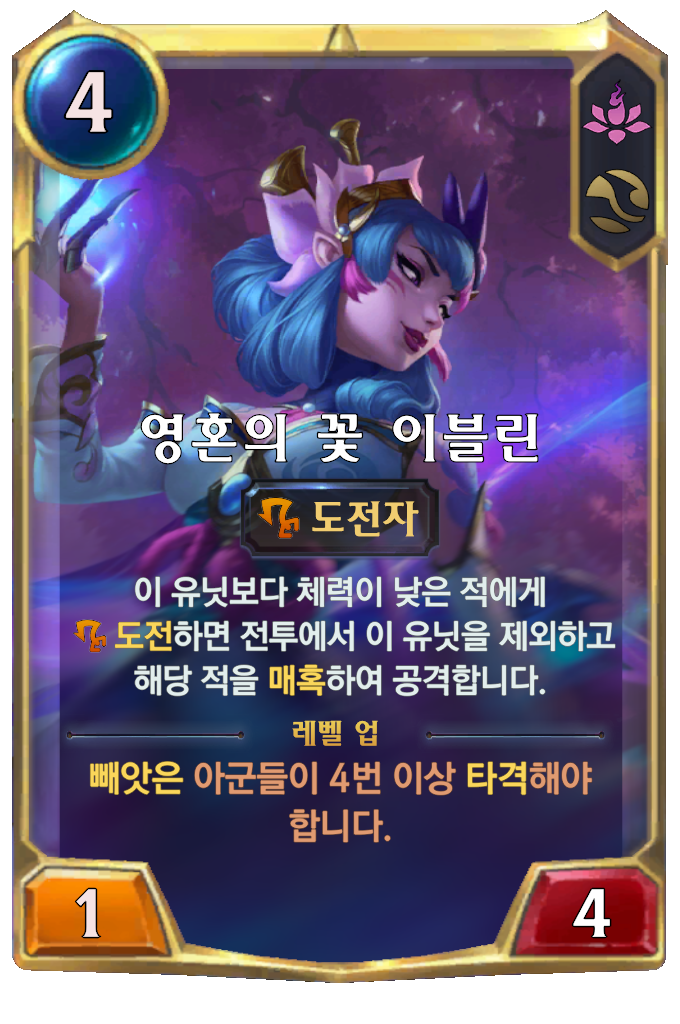 4
영혼의 꽃 이블린
도전자
이 유닛보다 체력이 낮은 적에게
도전하면 전투에서 이 유닛을 제외하고
해당 적을 매혹하여 공격합니다.
레벨 업
빼앗은 아군들이 4번 이상 타격해야
합니다.
1
4